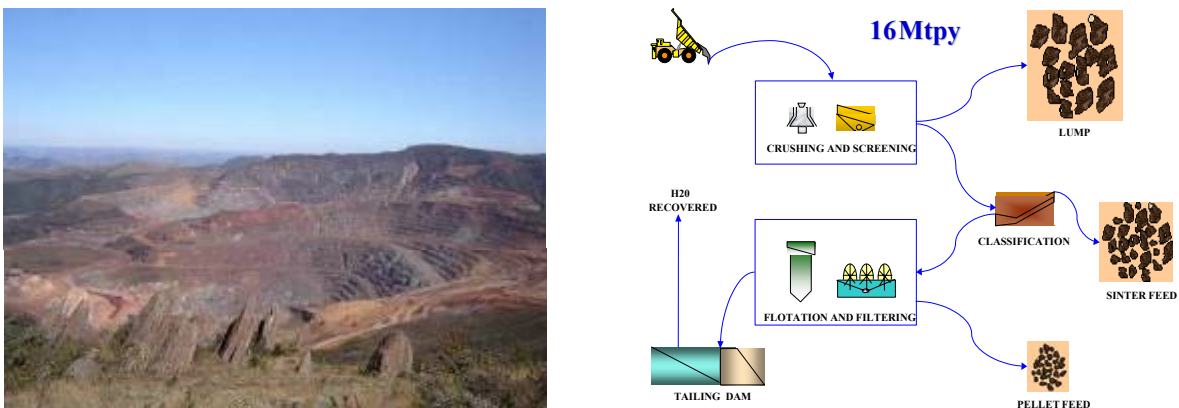 16Mtpy
LUMP
CRUSHING AND SCREENING
H20
RECOVERED
CLASSIFICATION
SINTER FEED
FLOTATION AND FILTERING
TAILING DAM
PELLET FEED